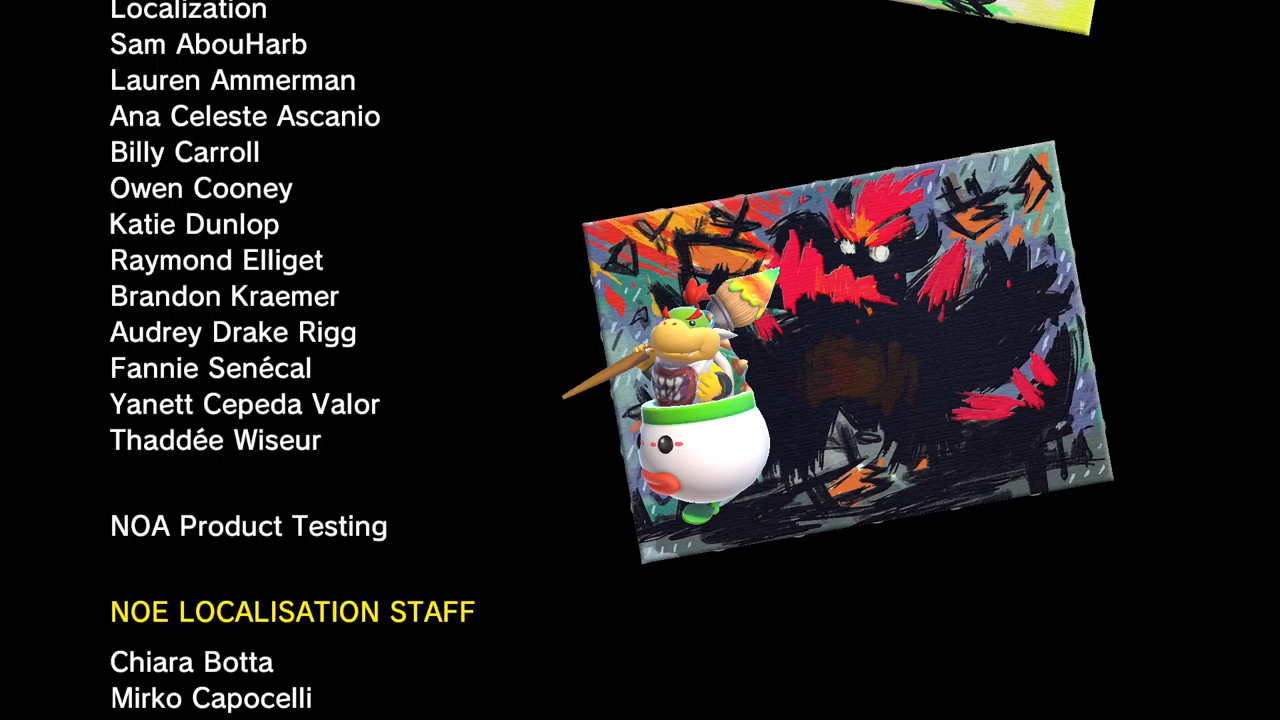 Localization
Sam AbouHarb
Lauren Ammerman
Ana Celeste Ascanio
Billy Carroll
Owen Cooney
Katie Dunlop
Raymond Elliget
Brandon Kraemer
Audrey Drake Rigg
Fannie Senécal
Yanett Cepeda Valor
Thaddée Wiseur
NOA Product Testing
NOE LOCALISATION STAFF
Chiara Botta
Mirko Capocelli